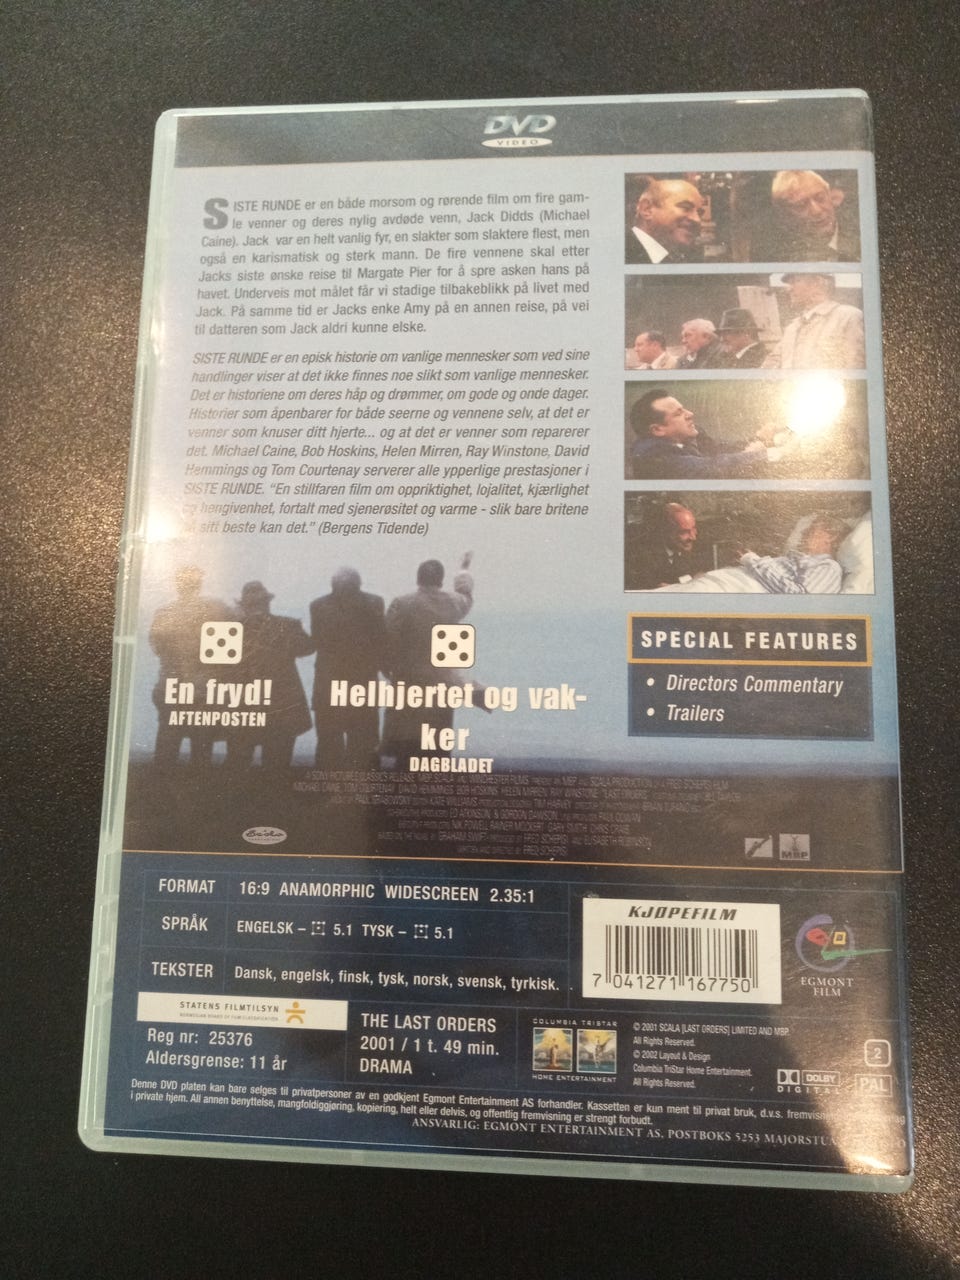 DVD
VIDEO
SISTE RUNDE er en både morsom og rørende film om fire gam-
le venner og deres nylig avdøde venn, Jack Didds (Michael
Caine). Jack var en helt vanlig fyr, en slakter som slaktere flest, men
også en karismatisk og sterk mann. De fire vennene skal etter
Jacks siste ønske reise til Margate Pier for å spre asken hans på
havet. Underveis mot målet får vi stadige tilbakeblikk på livet med
Jack. På samme tid er Jacks enke Amy på en annen reise, på vei
til datteren som Jack aldri kunne elske.
SISTE RUNDE er en episk historie om vanlige mennesker som ved sine
handlinger viser at det ikke finnes noe slikt som vanlige mennesker.
Det er historiene om deres håp og drømmer, om gode og onde dager.
Historier som åpenbarer for både seerne og vennene selv, at det er
venner som knuser ditt hjerte... og at det er venner som reparerer
det. Michael Caine, Bob Hoskins, Helen Mirren, Ray Winstone, David
Hemmings og Tom Courtenay serverer alle ypperlige prestasjoner i
SISTE RUNDE. "En stillfaren film om oppriktighet, lojalitet, kjærlighet
og hengivenhet, fortalt med sjenerøsitet og varme - slik bare britene
på sitt beste kan det." (Bergens Tidende)
En fryd!
AFTENPOSTEN
Helhjertet og vak-
ker
DAGBLADET
SPECIAL FEATURES
• Directors Commentary
• Trailers
MBP
FORMAT 16:9 ANAMORPHIC WIDESCREEN 2.35:1
SPRÅK ENGELSK – 5.1 TYSK – 5.1
TEKSTER Dansk, engelsk, finsk, tysk, norsk, svensk, tyrkisk.
KJØPEFILM
7 041271 167750
EGMONT
FILM
STATENS FILMTILSYN
NORWEGIAN BOARD OF FILM CLASSIFICATION
Reg nr: 25376
Aldersgrense: 11 år
THE LAST ORDERS
2001 / 1 t. 49 min.
DRAMA
COLUMBIA TRISTAR
HOME ENTERTAINMENT
© 2001 SCALA [LAST ORDERS] LIMITED AND MBP.
All Rights Reserved.
© 2002 Layout & Design
Columbia TriStar Home Entertainment.
All Rights Reserved.
2
DOLBY
DIGITAL
PAL
Denne DVD platen kan bare selges til privatpersoner av en godkjent Egmont Entertainment AS forhandler. Kassetten er kun ment til privat bruk, d.v.s.
i private hjem. All annen benyttelse, mangfoldiggjøring, kopiering, helt eller delvis, og offentlig fremvisning er strengt forbudt.
ANSVARLIG: EGMONT ENTERTAINMENT AS. POSTBOKS 5253